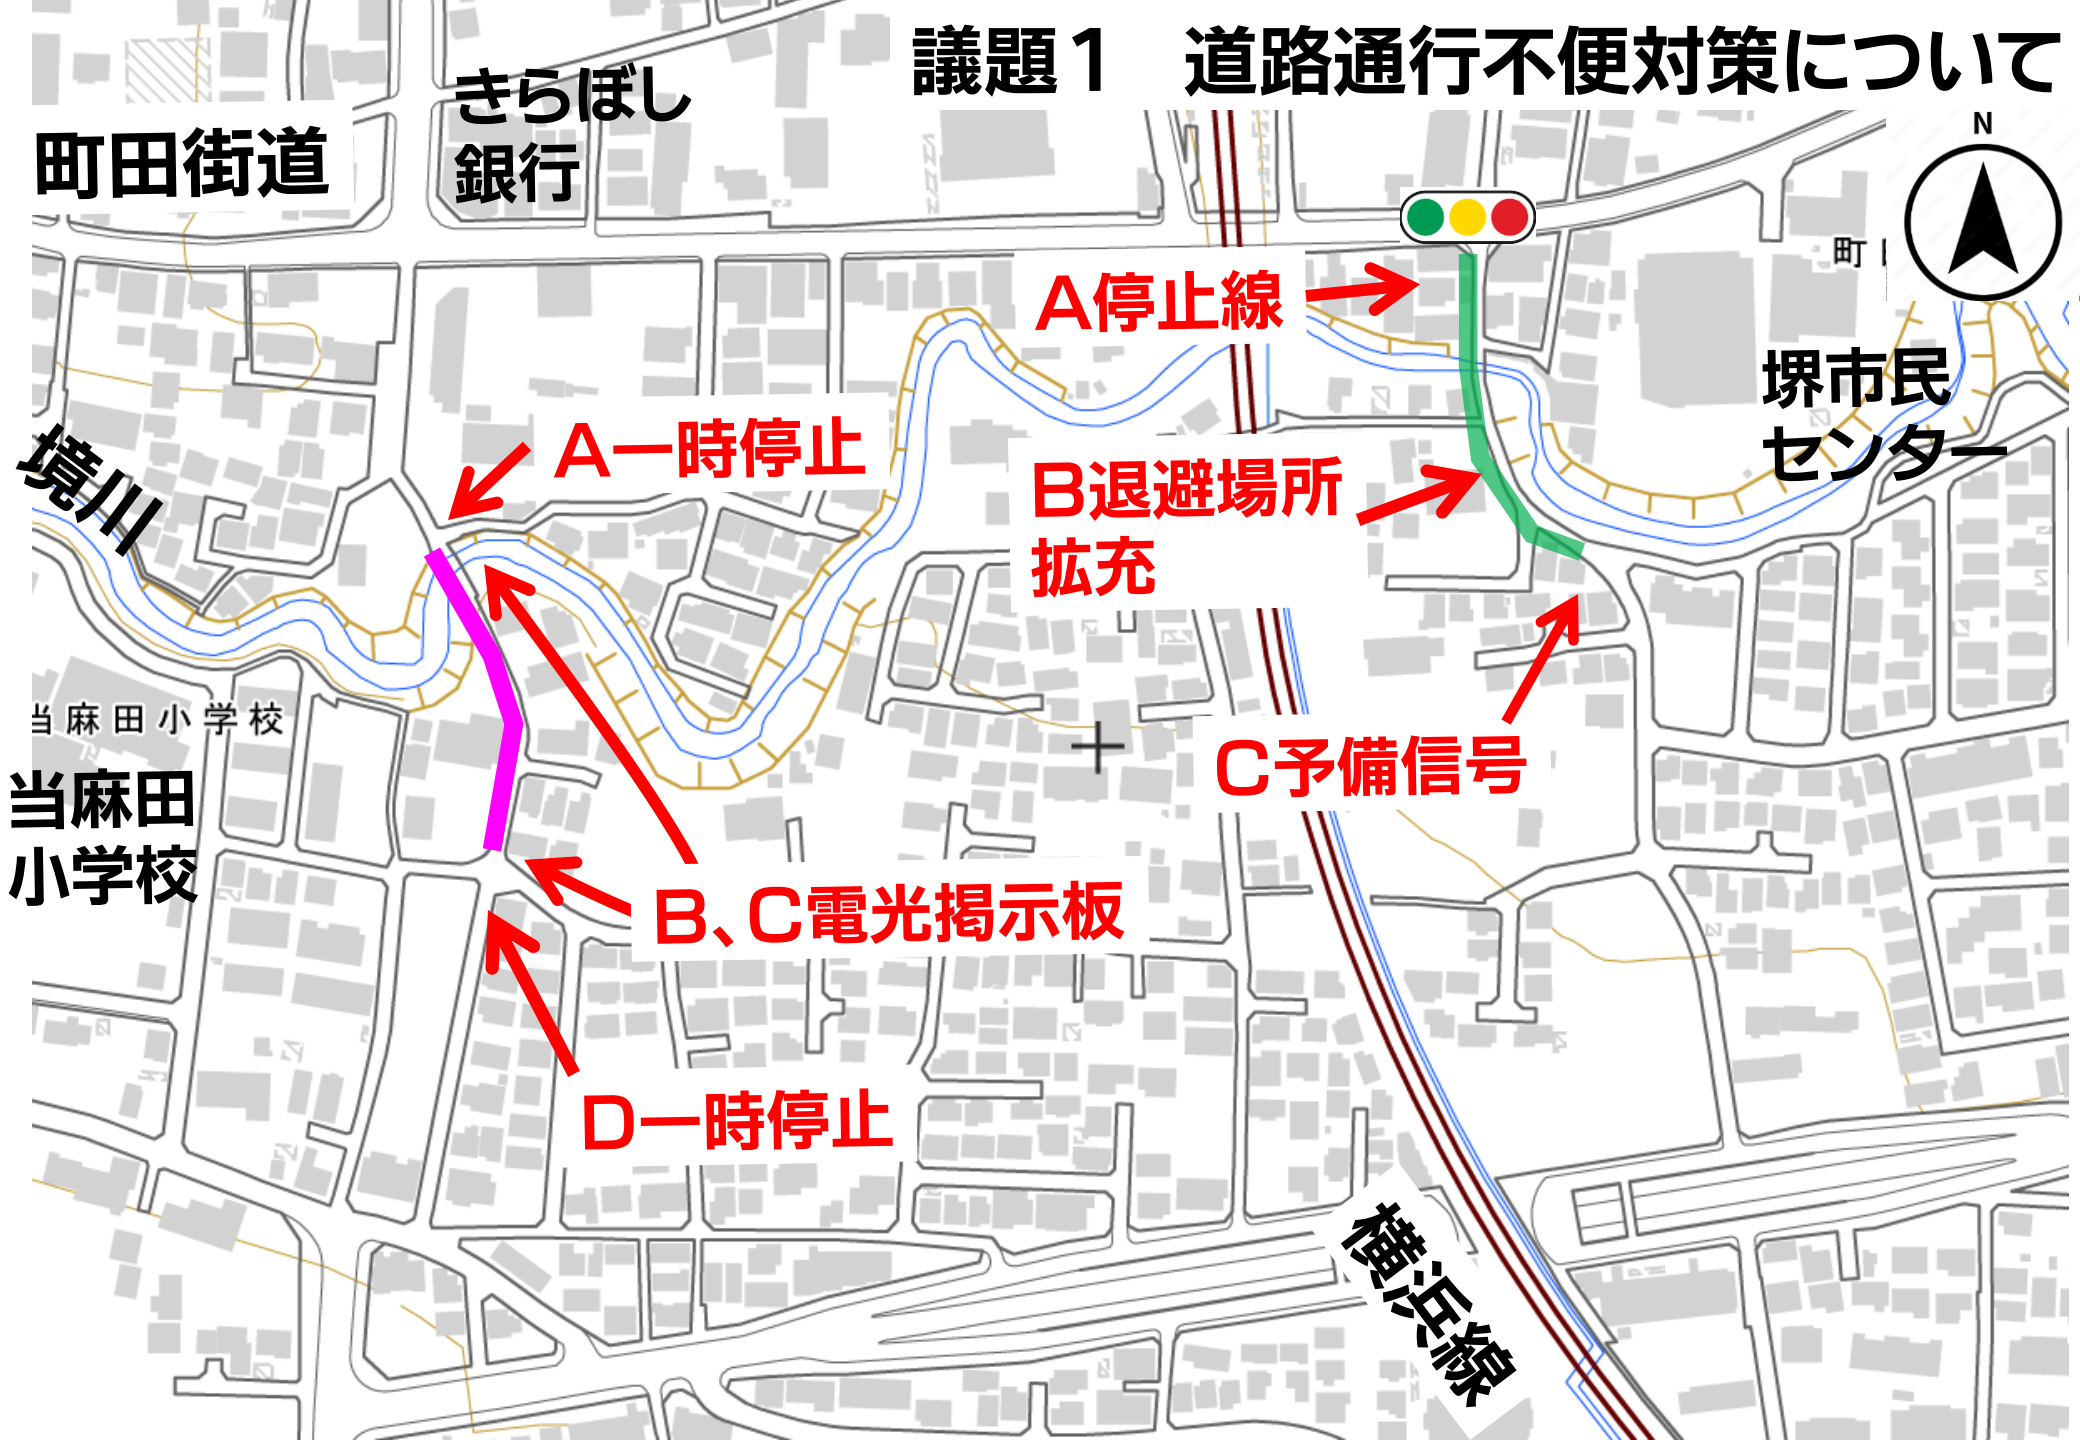 議題１　道路通行不便対策について
きらぼし
銀行
町田街道
N
町
A停止線
堺市民
センター
A一時停止
境川
B退避場所
拡充
当麻田小学校
C予備信号
当麻田
小学校
B、C電光掲示板
D一時停止
横浜線